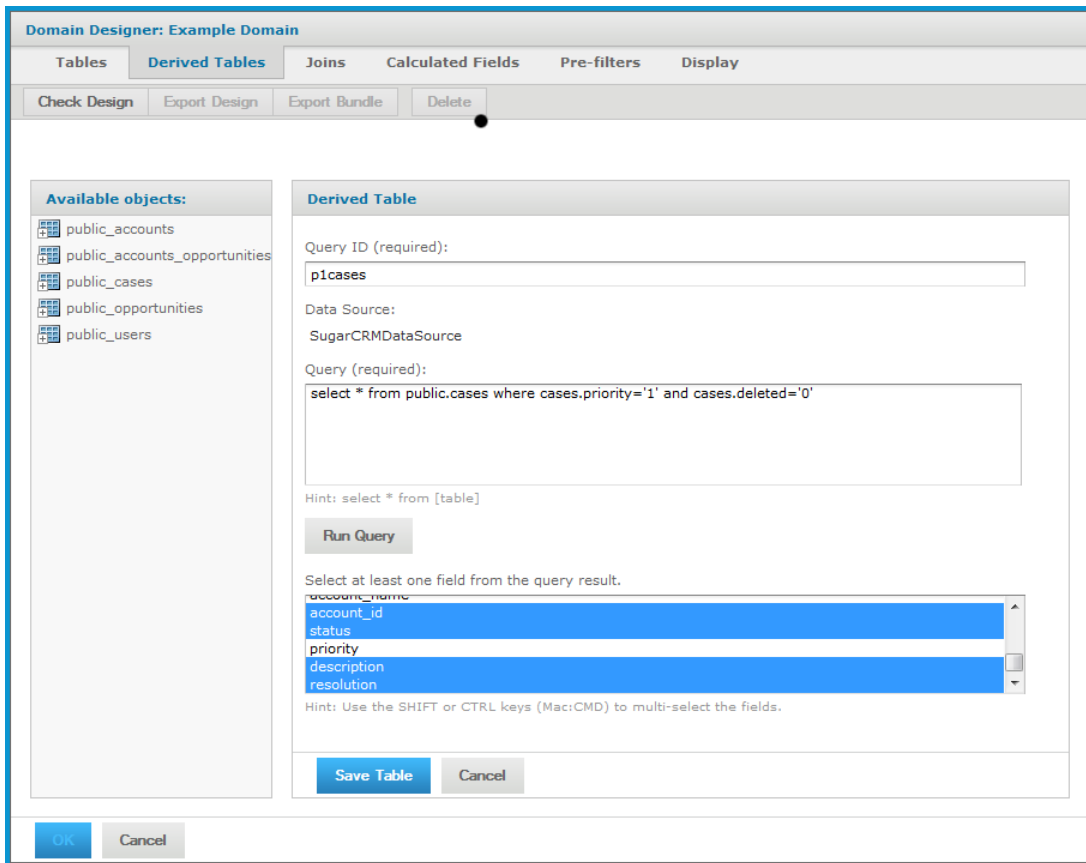 Domain Designer: Example Domain
Tables Derived Tables Joins Calculated Fields Pre-filters Display
Check Design Export Design Export Bundle Delete
Available objects:
public_accounts
public_accounts_opportunities
public_cases
public_opportunities
public_users
Derived Table
Query ID (required):
p1cases
Data Source:
SugarCRMDataSource
Query (required):
select * from public.cases where cases.priority='1' and cases.deleted='0'
Hint: select * from [table]
Run Query
Select at least one field from the query result.
account_name
account_id
status
priority
description
resolution
Hint: Use the SHIFT or CTRL keys (Mac:CMD) to multi-select the fields.
Save Table Cancel
OK Cancel